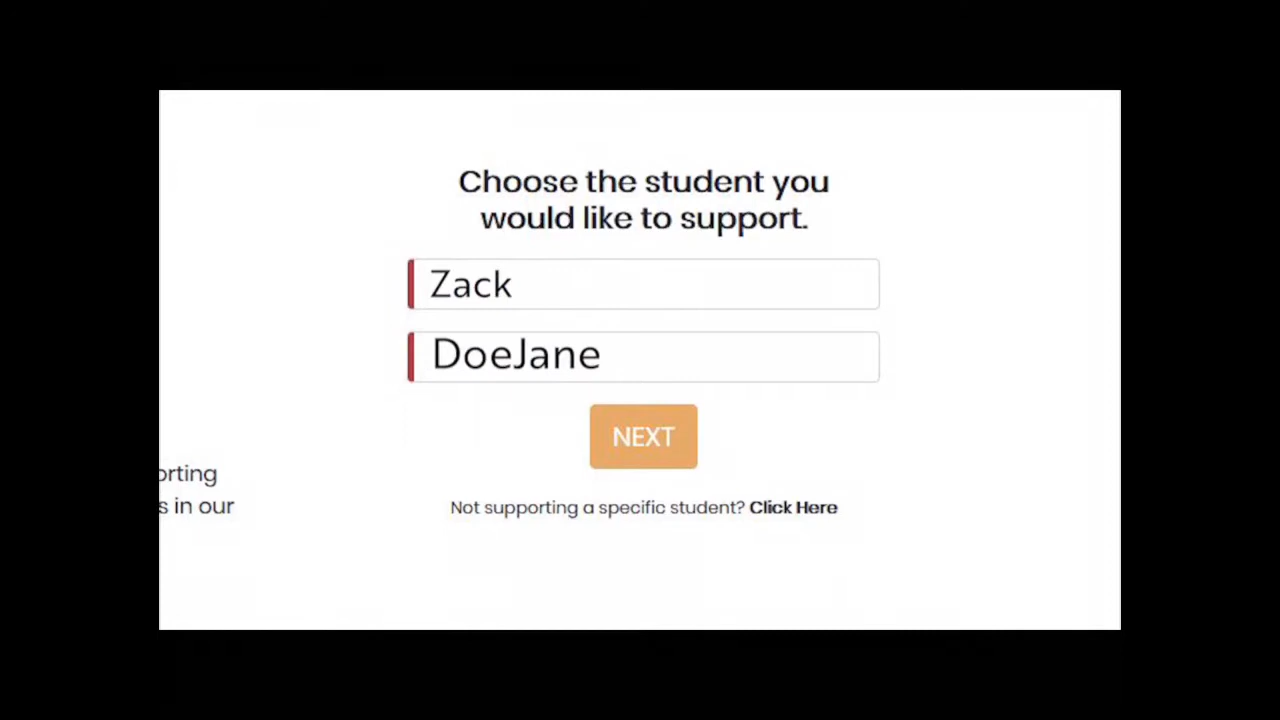 Choose the student you
would like to support.
Zack
DoeJane
NEXT
orting
s in our
Not supporting a specific student? Click Here